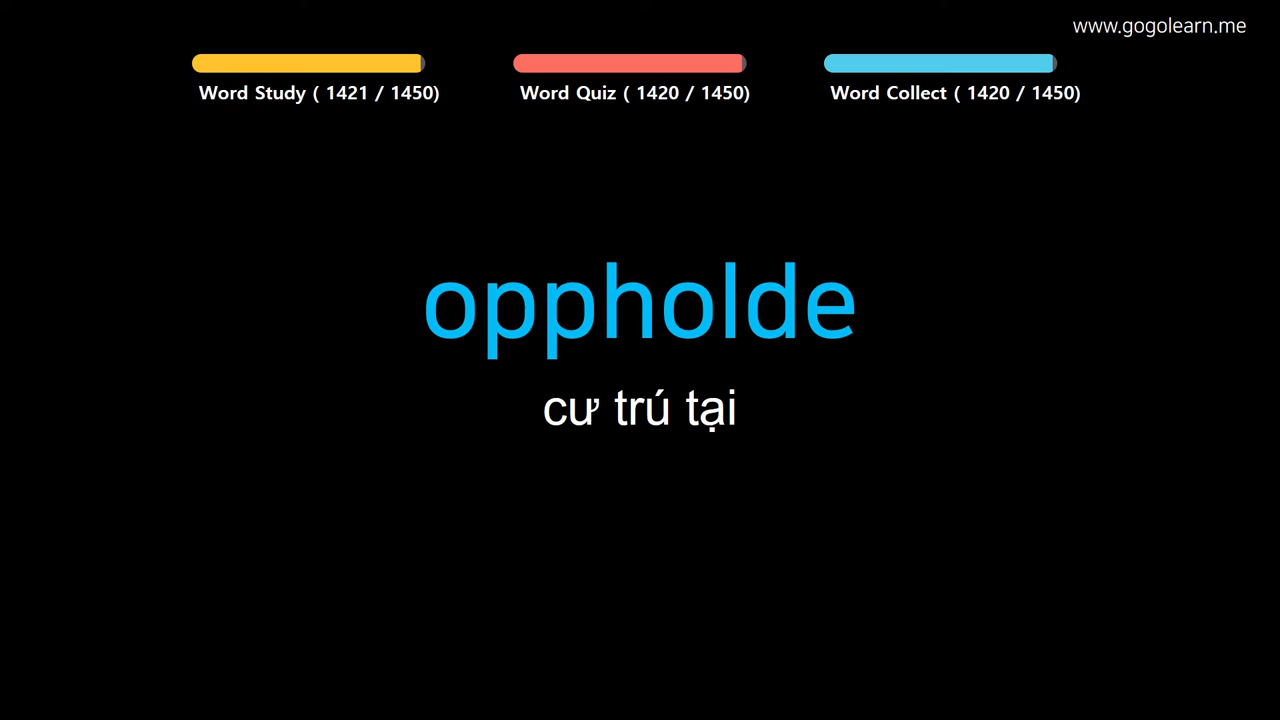 www.gogolearn.me
Word Study ( 1421 / 1450)
Word Quiz ( 1420 / 1450)
Word Collect ( 1420 / 1450)
oppholde
cư trú tại